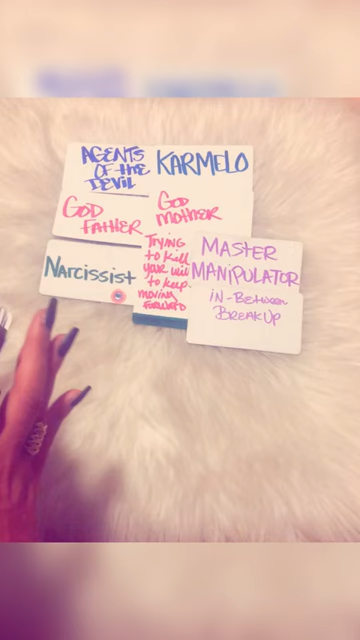 AGENTS
OF the
DEVIL
KARMELO
GOD
FATHER
GOD
MOTHER
Narcissist
TRYING
to kill
your
to keep
moving
forward
MASTER
MANiPULATOR
iN-BETWEEN
BREAKUP